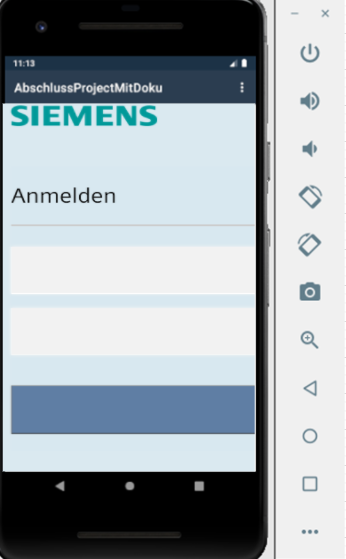 11:13
AbschlussProjectMitDoku
SIEMENS
Anmelden